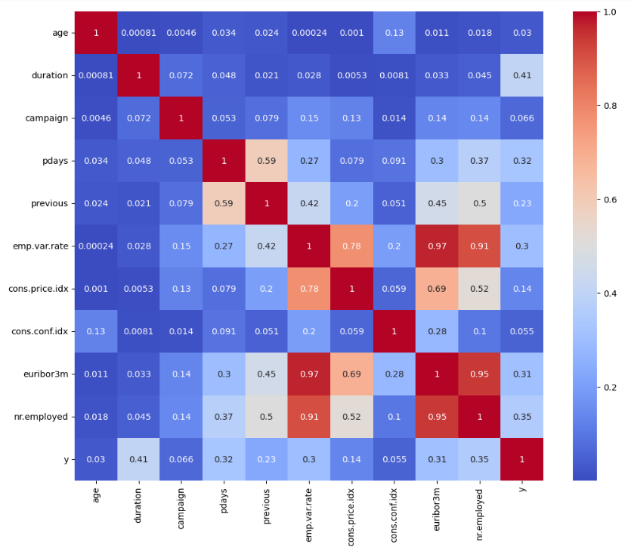 age 1 0.00081 0.0046 0.034 0.024 0.00024 0.001 0.13 0.011 0.018 0.03
duration 0.00081 1 0.072 0.048 0.021 0.028 0.0053 0.0081 0.033 0.045 0.41
campaign 0.0046 0.072 1 0.053 0.079 0.15 0.13 0.014 0.14 0.14 0.066
pdays 0.034 0.048 0.053 1 0.59 0.27 0.079 0.091 0.3 0.37 0.32
previous 0.024 0.021 0.079 0.59 1 0.42 0.2 0.051 0.45 0.5 0.23
emp.var.rate 0.00024 0.028 0.15 0.27 0.42 1 0.78 0.2 0.97 0.91 0.3
cons.price.idx 0.001 0.0053 0.13 0.079 0.2 0.78 1 0.059 0.69 0.52 0.14
cons.conf.idx 0.13 0.0081 0.014 0.091 0.051 0.2 0.059 1 0.28 0.1 0.055
euribor3m 0.011 0.033 0.14 0.3 0.45 0.97 0.69 0.28 1 0.95 0.31
nr.employed 0.018 0.045 0.14 0.37 0.5 0.91 0.52 0.1 0.95 1 0.35
y 0.03 0.41 0.066 0.32 0.23 0.3 0.14 0.055 0.31 0.35 1
age duration campaign pdays previous emp.var.rate cons.price.idx cons.conf.idx euribor3m nr.employed y
1.0
0.8
0.6
0.4
0.2